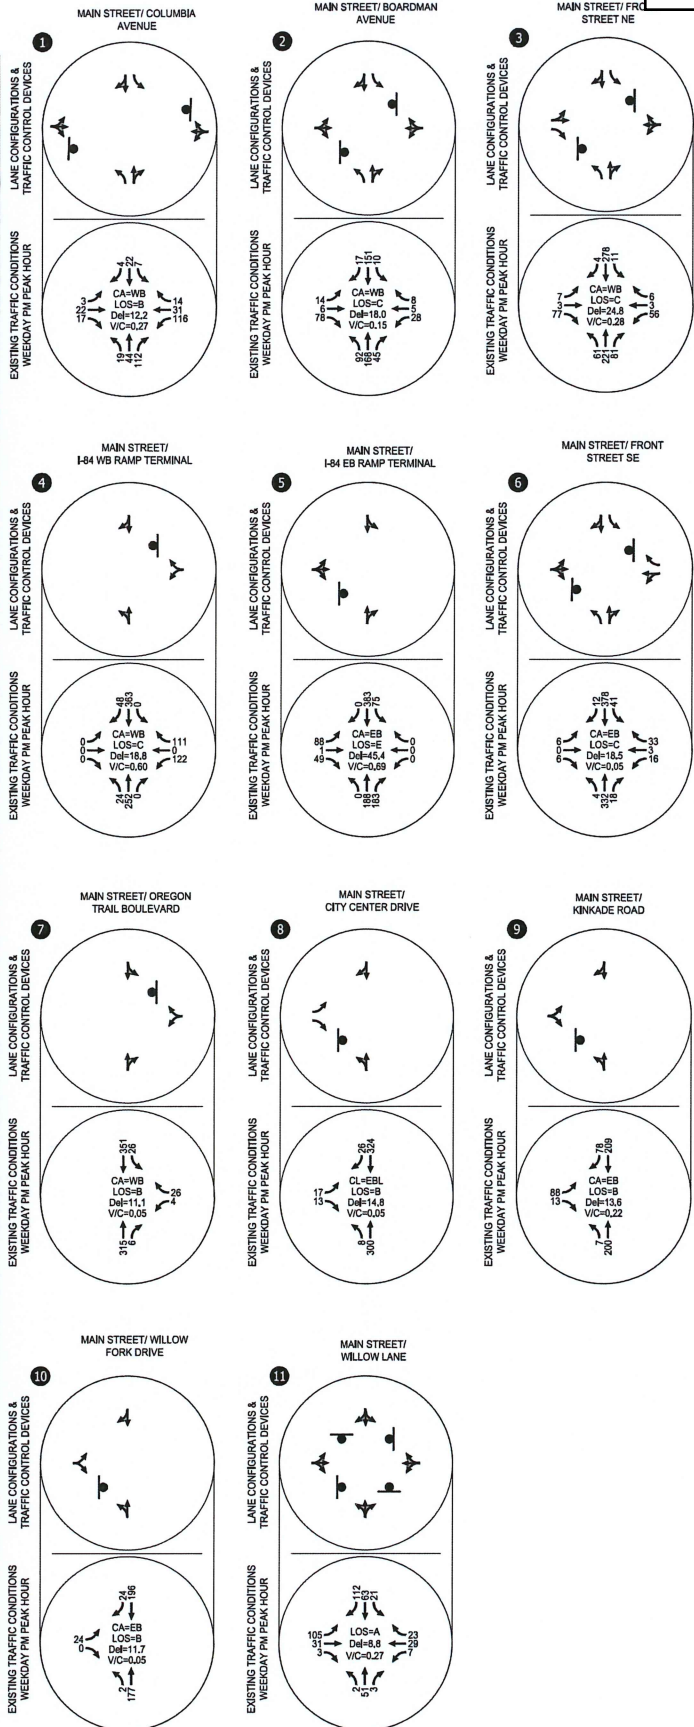 1
MAIN STREET/ COLUMBIA
AVENUE
LANE CONFIGURATIONS &
TRAFFIC CONTROL DEVICES
EXISTING TRAFFIC CONDITIONS
WEEKDAY PM PEAK HOUR
4 22 7
3
22
17
CA=WB
LOS=B
Del=12.2
V/C=0.27
14
31
116
19 44 112
2
MAIN STREET/ BOARDMAN
AVENUE
LANE CONFIGURATIONS &
TRAFFIC CONTROL DEVICES
EXISTING TRAFFIC CONDITIONS
WEEKDAY PM PEAK HOUR
17 151 10
14
6
78
CA=WB
LOS=C
Del=18.0
V/C=0.15
8
5
28
92 168 45
3
MAIN STREET/
STREET NE
LANE CONFIGURATIONS &
TRAFFIC CONTROL DEVICES
EXISTING TRAFFIC CONDITIONS
WEEKDAY PM PEAK HOUR
4 278 11
7
3
77
CA=WB
LOS=C
Del=24.8
V/C=0.28
6
3
56
61 221 81
4
MAIN STREET/
I-84 WB RAMP TERMINAL
LANE CONFIGURATIONS &
TRAFFIC CONTROL DEVICES
EXISTING TRAFFIC CONDITIONS
WEEKDAY PM PEAK HOUR
48 363 0
0
0
0
CA=WB
LOS=C
Del=18.8
V/C=0.60
111
0
122
24 252 0
5
MAIN STREET/
I-84 EB RAMP TERMINAL
LANE CONFIGURATIONS &
TRAFFIC CONTROL DEVICES
EXISTING TRAFFIC CONDITIONS
WEEKDAY PM PEAK HOUR
0 383 75
88
1
49
CA=EB
LOS=E
Del=45.4
V/C=0.69
0
0
0
0 188 183
6
MAIN STREET/ FRONT
STREET SE
LANE CONFIGURATIONS &
TRAFFIC CONTROL DEVICES
EXISTING TRAFFIC CONDITIONS
WEEKDAY PM PEAK HOUR
12 378 41
6
0
6
CA=EB
LOS=C
Del=18.5
V/C=0.05
33
3
16
4 332 18
7
MAIN STREET/ OREGON
TRAIL BOULEVARD
LANE CONFIGURATIONS &
TRAFFIC CONTROL DEVICES
EXISTING TRAFFIC CONDITIONS
WEEKDAY PM PEAK HOUR
351 26
CA=WB
LOS=B
Del=11.1
V/C=0.05
26
4
315 6
8
MAIN STREET/
CITY CENTER DRIVE
LANE CONFIGURATIONS &
TRAFFIC CONTROL DEVICES
EXISTING TRAFFIC CONDITIONS
WEEKDAY PM PEAK HOUR
26 324
17
13
CL=EBL
LOS=B
Del=14.8
V/C=0.05
8 300
9
MAIN STREET/
KINKADE ROAD
LANE CONFIGURATIONS &
TRAFFIC CONTROL DEVICES
EXISTING TRAFFIC CONDITIONS
WEEKDAY PM PEAK HOUR
78 209
88
13
CA=EB
LOS=B
Del=13.6
V/C=0.22
7 200
10
MAIN STREET/ WILLOW
FORK DRIVE
LANE CONFIGURATIONS &
TRAFFIC CONTROL DEVICES
EXISTING TRAFFIC CONDITIONS
WEEKDAY PM PEAK HOUR
24 196
24
0
CA=EB
LOS=B
Del=11.7
V/C=0.05
2 177
11
MAIN STREET/
WILLOW LANE
LANE CONFIGURATIONS &
TRAFFIC CONTROL DEVICES
EXISTING TRAFFIC CONDITIONS
WEEKDAY PM PEAK HOUR
112 63 21
105
31
3
LOS=A
Del=8.8
V/C=0.27
23
29
7
2 51 3